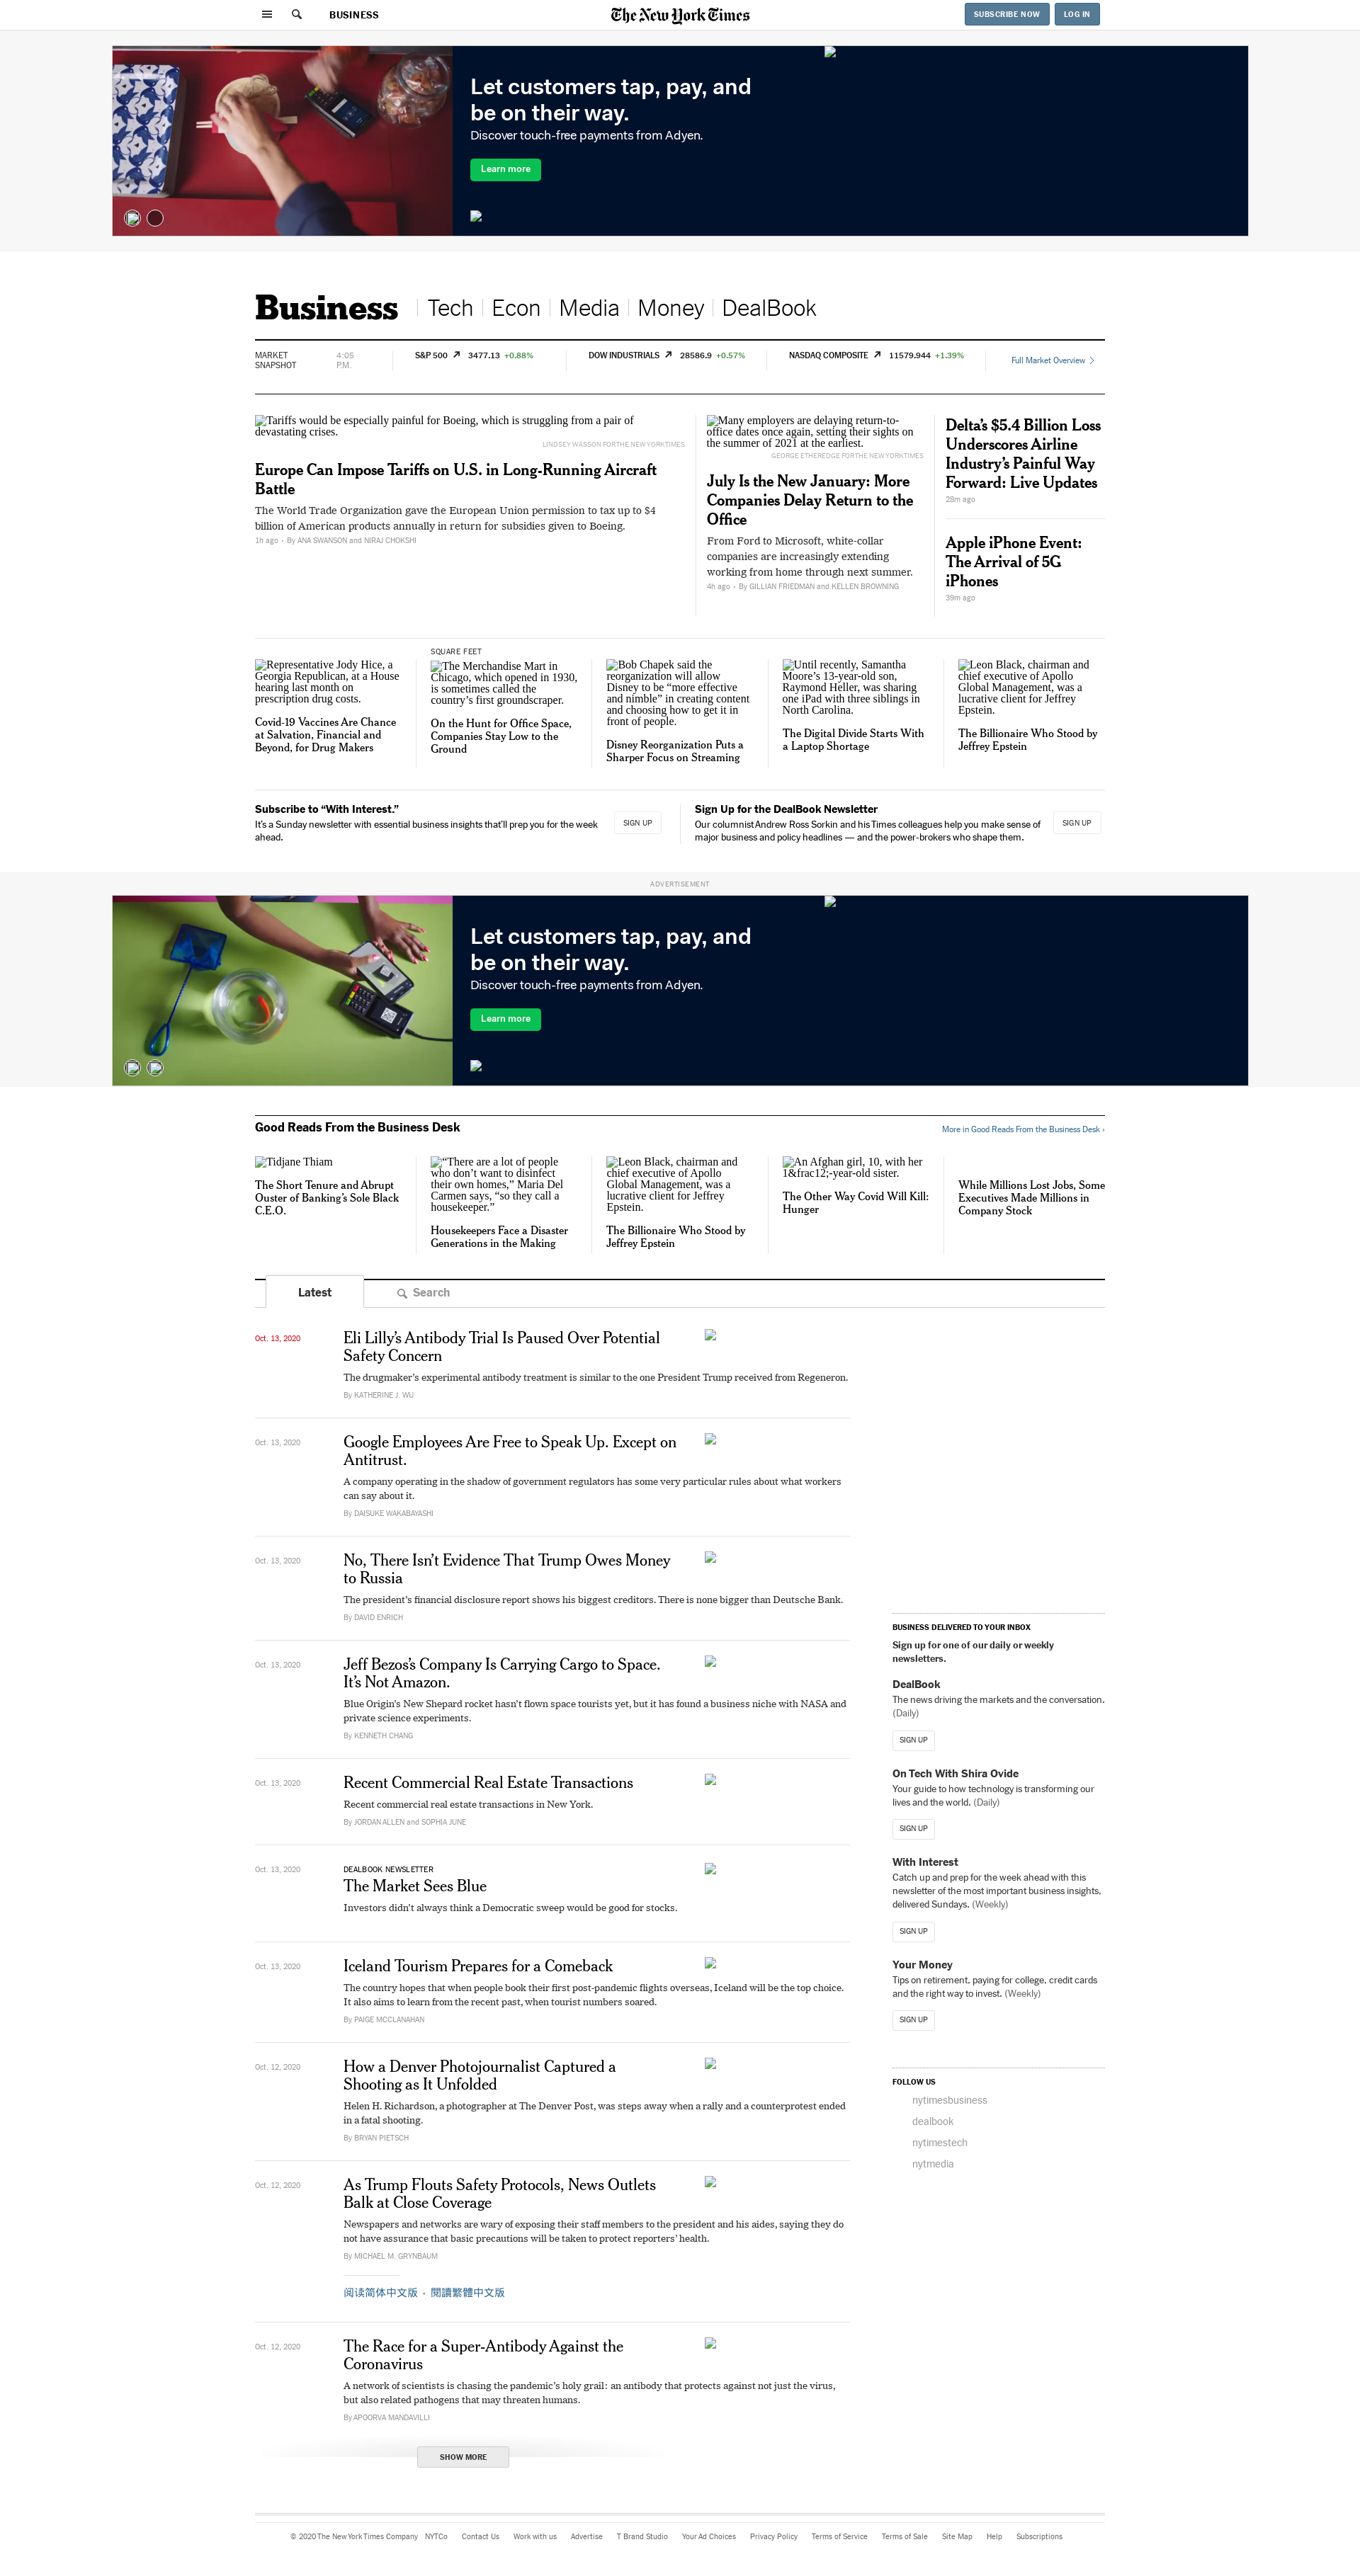 BUSINESS
The New York Times
SUBSCRIBE NOW
LOG IN
Let customers tap, pay, and
be on their way.
Discover touch-free payments from Adyen.
Learn more
Business
Tech
Econ
Media
Money
DealBook
MARKET
SNAPSHOT
4:05
P.M.
S&P 500 3477.13 +0.88%
DOW INDUSTRIALS 28586.9 +0.57%
NASDAQ COMPOSITE 11579.944 +1.39%
Full Market Overview
Tariffs would be especially painful for Boeing, which is struggling from a pair of
devastating crises.
LINDSEY WASSON FOR THE NEW YORK TIMES
Europe Can Impose Tariffs on U.S. in Long-Running Aircraft
Battle
The World Trade Organization gave the European Union permission to tax up to $4
billion of American products annually in return for subsidies given to Boeing.
1h ago • By ANA SWANSON and NIRAJ CHOKSHI
Many employers are delaying return-to-
office dates once again, setting their sights on
the summer of 2021 at the earliest.
GEORGE ETHEREDGE FOR THE NEW YORK TIMES
July Is the New January: More
Companies Delay Return to the
Office
From Ford to Microsoft, white-collar
companies are increasingly extending
working from home through next summer.
4h ago • By GILLIAN FRIEDMAN and KELLEN BROWNING
Delta’s $5.4 Billion Loss
Underscores Airline
Industry’s Painful Way
Forward: Live Updates
28m ago
Apple iPhone Event:
The Arrival of 5G
iPhones
39m ago
Representative Jody Hice, a
Georgia Republican, at a House
hearing last month on
prescription drug costs.
Covid-19 Vaccines Are Chance
at Salvation, Financial and
Beyond, for Drug Makers
SQUARE FEET
The Merchandise Mart in
Chicago, which opened in 1930,
is sometimes called the
country’s first groundscraper.
On the Hunt for Office Space,
Companies Stay Low to the
Ground
Bob Chapek said the
reorganization will allow
Disney to be “more effective
and nimble” in creating content
and choosing how to get it in
front of people.
Disney Reorganization Puts a
Sharper Focus on Streaming
Until recently, Samantha
Moore’s 13-year-old son,
Raymond Heller, was sharing
one iPad with three siblings in
North Carolina.
The Digital Divide Starts With
a Laptop Shortage
Leon Black, chairman and
chief executive of Apollo
Global Management, was a
lucrative client for Jeffrey
Epstein.
The Billionaire Who Stood by
Jeffrey Epstein
Subscribe to “With Interest.”
It’s a Sunday newsletter with essential business insights that’ll prep you for the week
ahead.
SIGN UP
Sign Up for the DealBook Newsletter
Our columnist Andrew Ross Sorkin and his Times colleagues help you make sense of
major business and policy headlines — and the power-brokers who shape them.
SIGN UP
ADVERTISEMENT
Let customers tap, pay, and
be on their way.
Discover touch-free payments from Adyen.
Learn more
Good Reads From the Business Desk
More in Good Reads From the Business Desk ›
Tidjane Thiam
The Short Tenure and Abrupt
Ouster of Banking’s Sole Black
C.E.O.
“There are a lot of people
who don’t want to disinfect
their own homes,” Maria Del
Carmen says, “so they call a
housekeeper.”
Housekeepers Face a Disaster
Generations in the Making
Leon Black, chairman and
chief executive of Apollo
Global Management, was a
lucrative client for Jeffrey
Epstein.
The Billionaire Who Stood by
Jeffrey Epstein
An Afghan girl, 10, with her
1&frac12;-year-old sister.
The Other Way Covid Will Kill:
Hunger
While Millions Lost Jobs, Some
Executives Made Millions in
Company Stock
Latest
Search
Oct. 13, 2020
Eli Lilly’s Antibody Trial Is Paused Over Potential
Safety Concern
The drugmaker’s experimental antibody treatment is similar to the one President Trump received from Regeneron.
By KATHERINE J. WU
Oct. 13, 2020
Google Employees Are Free to Speak Up. Except on
Antitrust.
A company operating in the shadow of government regulators has some very particular rules about what workers
can say about it.
By DAISUKE WAKABAYASHI
Oct. 13, 2020
No, There Isn’t Evidence That Trump Owes Money
to Russia
The president’s financial disclosure report shows his biggest creditors. There is none bigger than Deutsche Bank.
By DAVID ENRICH
Oct. 13, 2020
Jeff Bezos’s Company Is Carrying Cargo to Space.
It’s Not Amazon.
Blue Origin’s New Shepard rocket hasn’t flown space tourists yet, but it has found a business niche with NASA and
private science experiments.
By KENNETH CHANG
Oct. 13, 2020
Recent Commercial Real Estate Transactions
Recent commercial real estate transactions in New York.
By JORDAN ALLEN and SOPHIA JUNE
Oct. 13, 2020
DEALBOOK NEWSLETTER
The Market Sees Blue
Investors didn’t always think a Democratic sweep would be good for stocks.
Oct. 13, 2020
Iceland Tourism Prepares for a Comeback
The country hopes that when people book their first post-pandemic flights overseas, Iceland will be the top choice.
It also aims to learn from the recent past, when tourist numbers soared.
By PAIGE MCCLANAHAN
Oct. 12, 2020
How a Denver Photojournalist Captured a
Shooting as It Unfolded
Helen H. Richardson, a photographer at The Denver Post, was steps away when a rally and a counterprotest ended
in a fatal shooting.
By BRYAN PIETSCH
Oct. 12, 2020
As Trump Flouts Safety Protocols, News Outlets
Balk at Close Coverage
Newspapers and networks are wary of exposing their staff members to the president and his aides, saying they do
not have assurance that basic precautions will be taken to protect reporters’ health.
By MICHAEL M. GRYNBAUM
阅读简体中文版 • 閱讀繁體中文版
Oct. 12, 2020
The Race for a Super-Antibody Against the
Coronavirus
A network of scientists is chasing the pandemic’s holy grail: an antibody that protects against not just the virus,
but also related pathogens that may threaten humans.
By APOORVA MANDAVILLI
SHOW MORE
BUSINESS DELIVERED TO YOUR INBOX
Sign up for one of our daily or weekly
newsletters.
DealBook
The news driving the markets and the conversation.
(Daily)
SIGN UP
On Tech With Shira Ovide
Your guide to how technology is transforming our
lives and the world. (Daily)
SIGN UP
With Interest
Catch up and prep for the week ahead with this
newsletter of the most important business insights,
delivered Sundays. (Weekly)
SIGN UP
Your Money
Tips on retirement, paying for college, credit cards
and the right way to invest. (Weekly)
SIGN UP
FOLLOW US
nytimesbusiness
dealbook
nytimestech
nytmedia
© 2020 The New York Times Company NYTCo Contact Us Work with us Advertise T Brand Studio Your Ad Choices Privacy Policy Terms of Service Terms of Sale Site Map Help Subscriptions